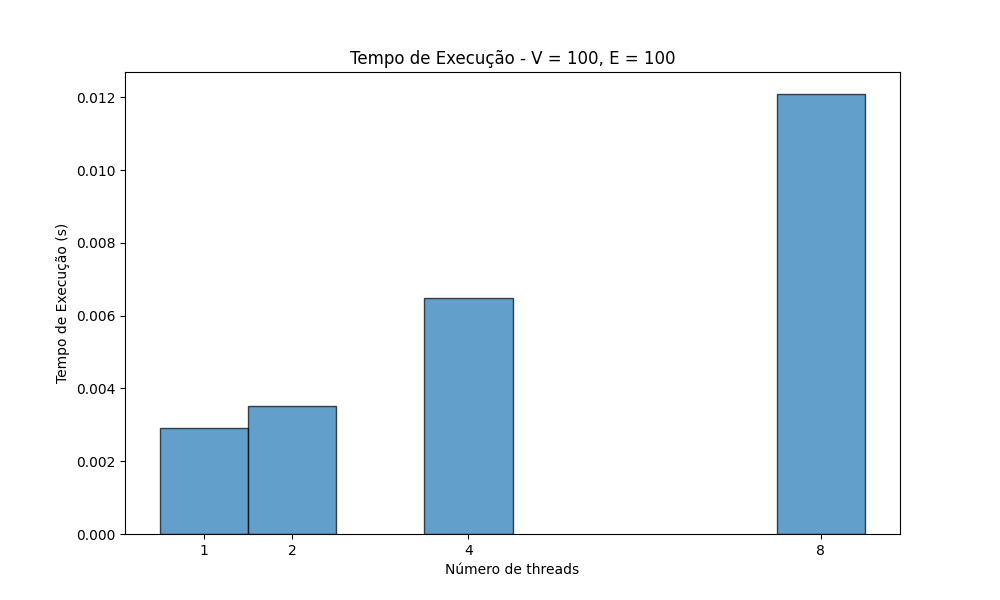 Tempo de Execução - V = 100, E = 100
Tempo de Execução (s)
0.012
0.010
0.008
0.006
0.004
0.002
0.000
1 2 4 8
Número de threads